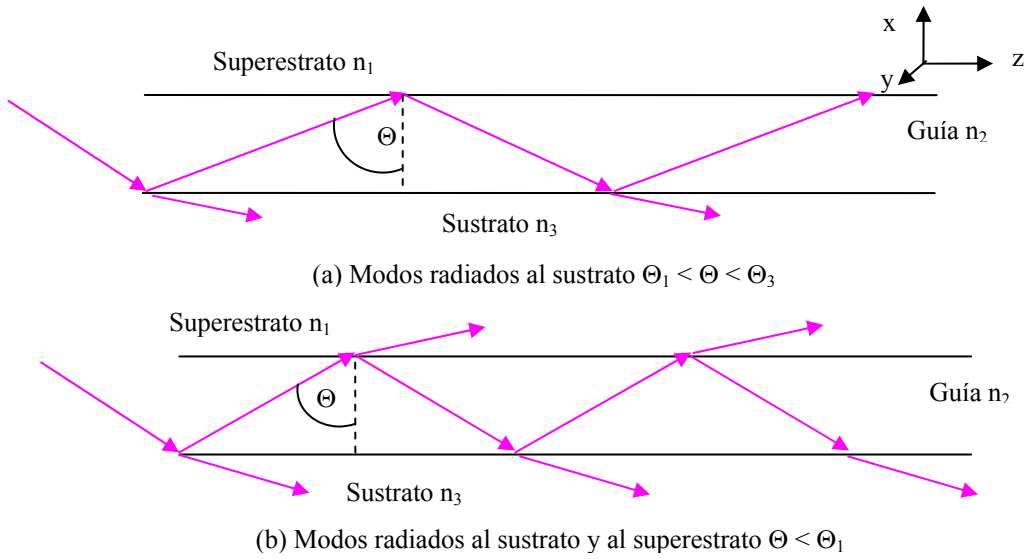 x
Superestrato n₁
z
y
Θ
Guía n₂
Sustrato n₃
(a) Modos radiados al sustrato Θ₁ < Θ < Θ₃
Superestrato n₁
Θ
Guía n₂
Sustrato n₃
(b) Modos radiados al sustrato y al superestrato Θ < Θ₁